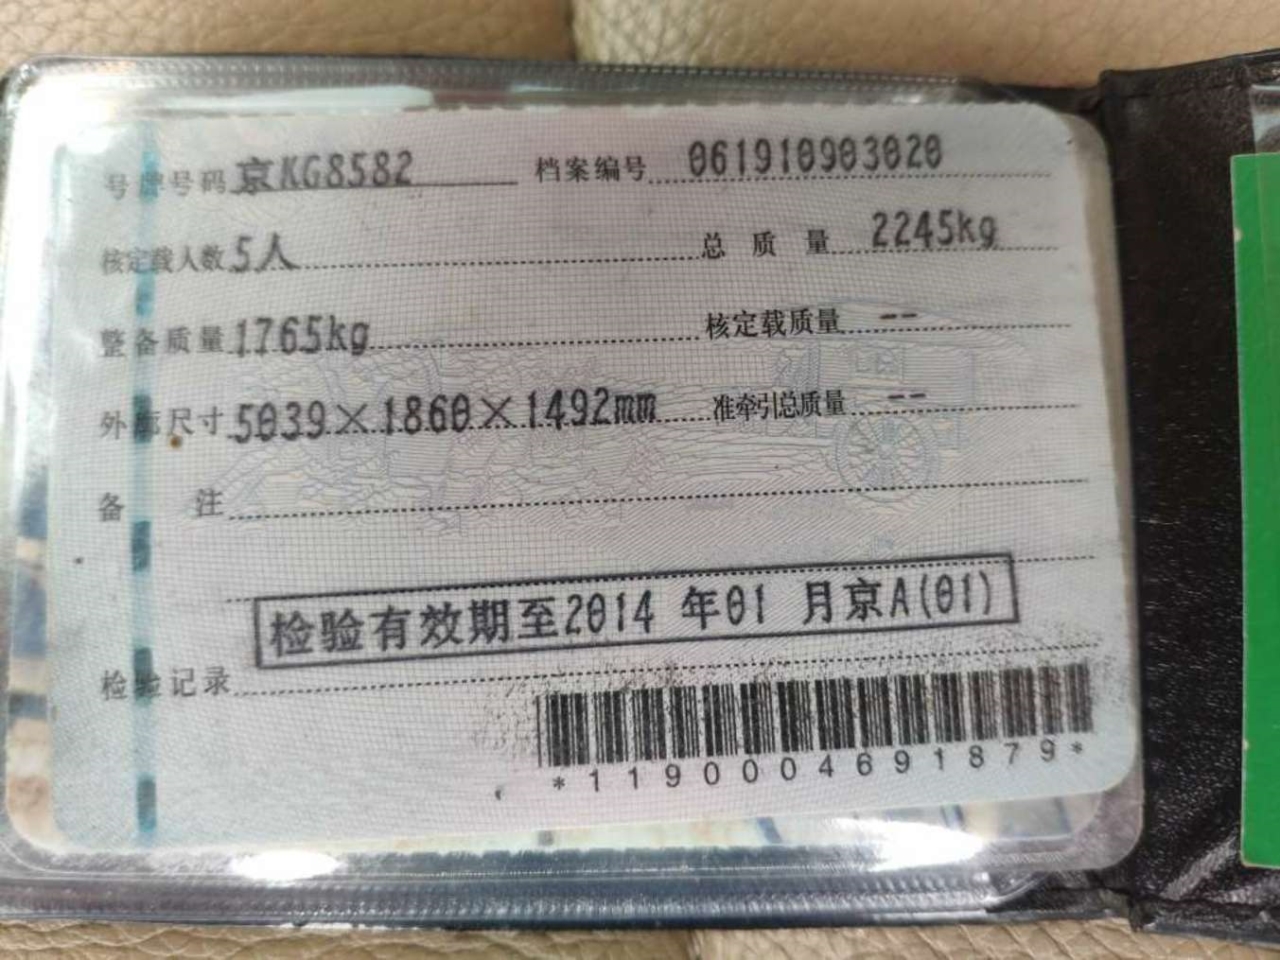 号牌号码 京KG8582 档案编号 061910903020
核定载人数 5人 总质量 2245kg
整备质量 1765kg 核定载质量 --
外廓尺寸 5039×1860×1492mm 准牵引总质量 --
备注
检验有效期至2014 年01 月京A(01)
检验记录
*1190004691879*